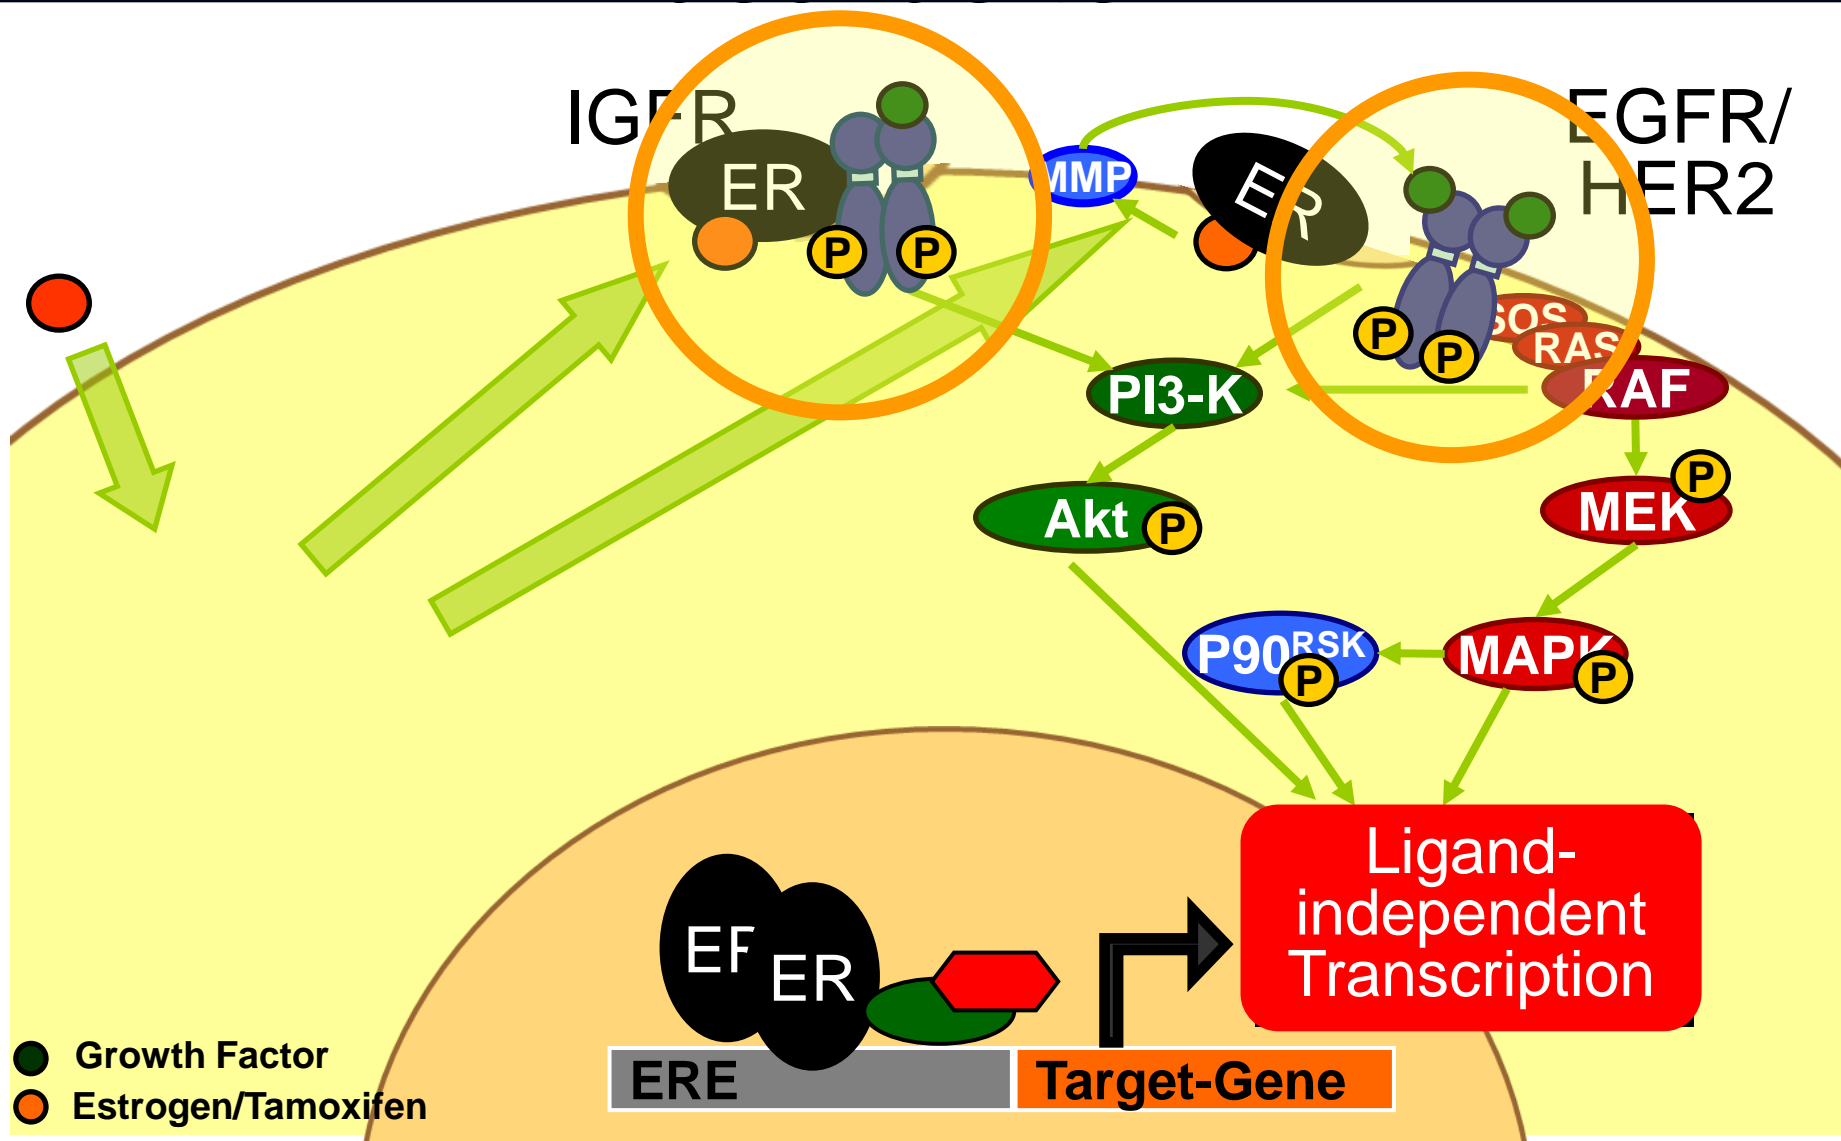 IGFR
EGFR/
HER2
ER
MMP
ER
P
P
SOS
RAS
P
P
PI3-K
RAF
Akt
P
P
MEK
P90RSK
P
MAPK
P
Ligand-
independent
Transcription
ER
ER
Growth Factor
ERE
Target-Gene
Estrogen/Tamoxifen